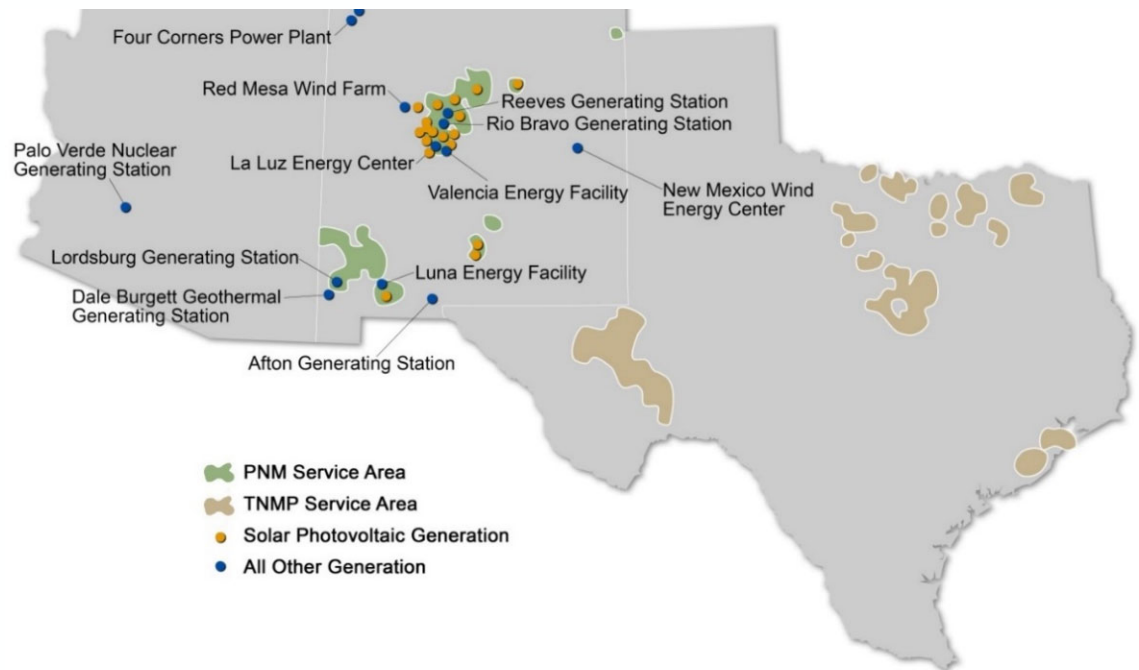 Four Corners Power Plant
Red Mesa Wind Farm
Reeves Generating Station
Rio Bravo Generating Station
Palo Verde Nuclear
Generating Station
La Luz Energy Center
Valencia Energy Facility
New Mexico Wind
Energy Center
Lordsburg Generating Station
Luna Energy Facility
Dale Burgett Geothermal
Generating Station
Afton Generating Station
PNM Service Area
TNMP Service Area
Solar Photovoltaic Generation
All Other Generation